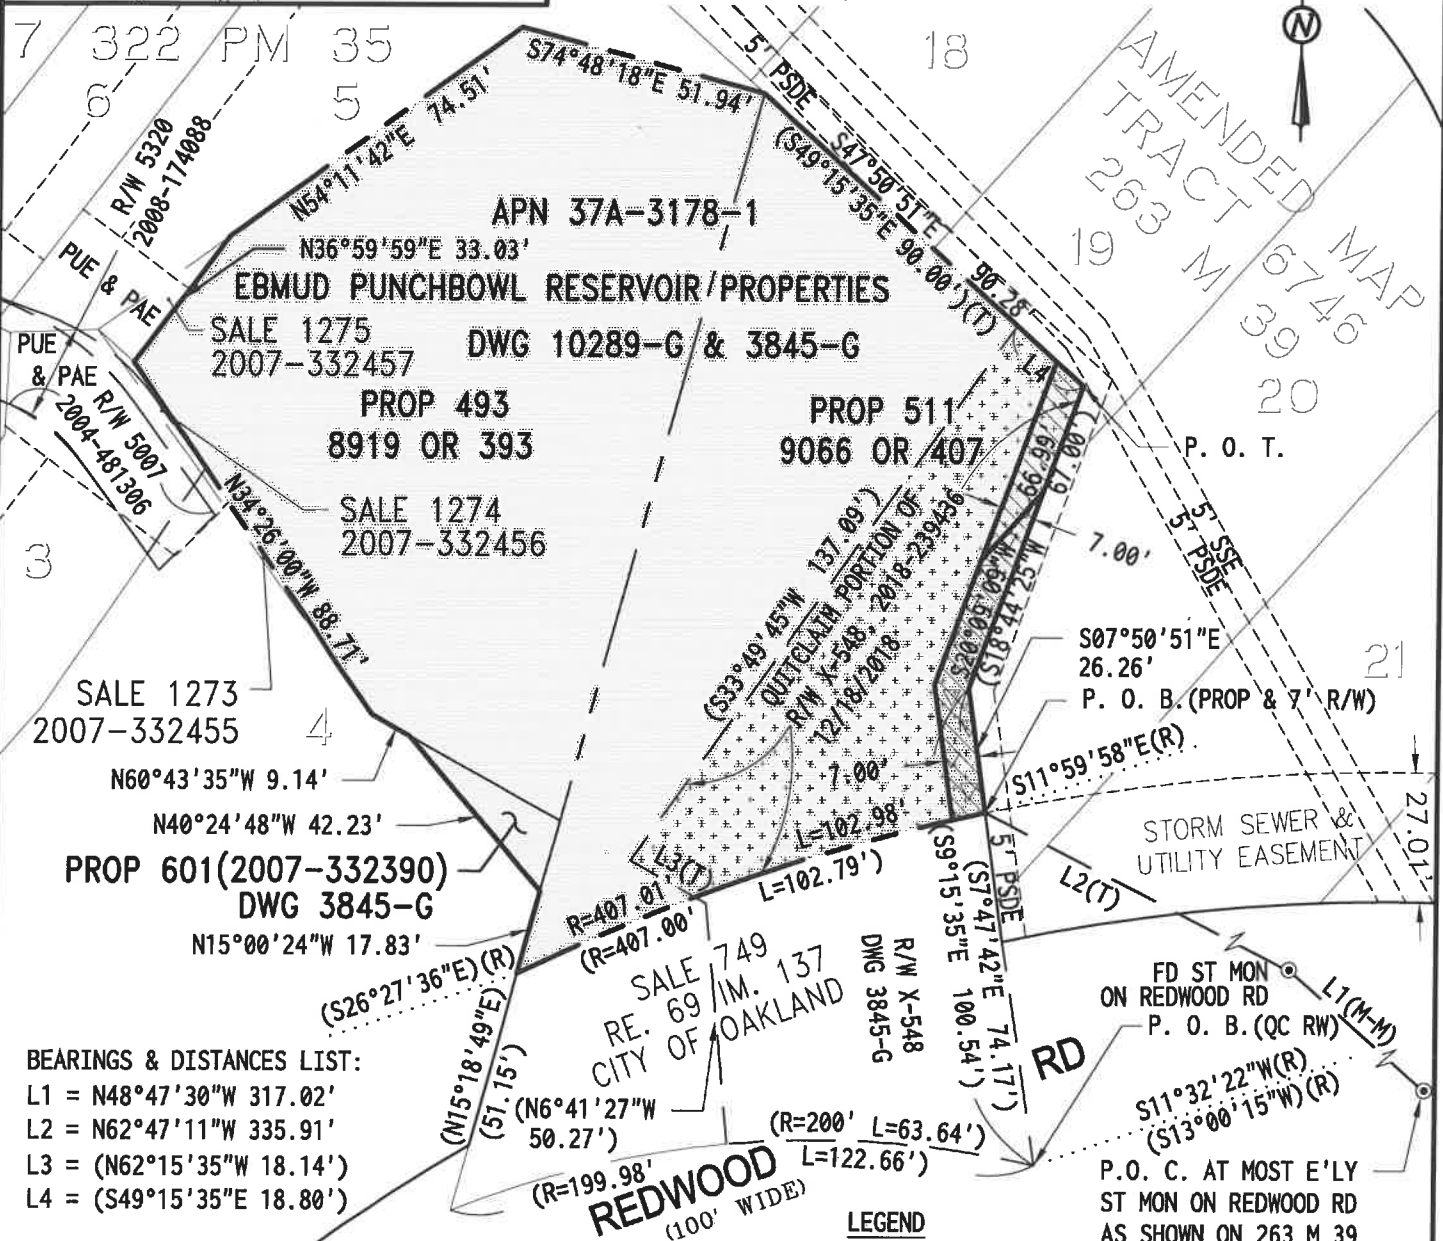 7 322 PM 35
6
5
18
N
AMENDED MAP
TRACT 6746
263 M 39
19
20
21
3
4
R/W 5320
2008-174088
PUE & PAE
PUE
& PAE
R/W 5007
2004-481306
N54°11'42"E 74.51'
S74°48'18"E 51.94'
5' PSDE
S47°50'51"E 90.28'
(S49°15'35"E 90.00')(T)
APN 37A-3178-1
N36°59'59"E 33.03'
EBMUD PUNCHBOWL RESERVOIR PROPERTIES
SALE 1275
2007-332457
DWG 10289-G & 3845-G
PROP 493
8919 OR 393
PROP 511
9066 OR 407
L4
P. O. T.
66.99'
67.00')
SALE 1274
2007-332456
N34°26'00"W 88.71'
(S33°49'45"W 137.09')
QUITCLAIM PORTION OF
R/W X-548, 2018-239436
12/18/2018
S20°09'09"W
(S18°44'25"W
7.00'
5' SSE
5' PSDE
S07°50'51"E
26.26'
P. O. B.(PROP & 7' R/W)
SALE 1273
2007-332455
N60°43'35"W 9.14'
N40°24'48"W 42.23'
PROP 601(2007-332390)
DWG 3845-G
N15°00'24"W 17.83'
7.00'
S11°59'58"E(R)
L=102.98'
L=102.79')
L3(T)
R=407.01'
(R=407.00'
STORM SEWER &
UTILITY EASEMENT
27.01'
L2(T)
5' PSDE
(S7°47'42"E 74.17')
(S9°15'35"E 100.54')
R/W X-548
DWG 3845-G
SALE 749
RE. 69 IM. 137
CITY OF OAKLAND
(S26°27'36"E)(R)
(N15°18'49"E)
(51.15')
FD ST MON
ON REDWOOD RD
P. O. B.(QC RW)
L1(M-M)
S11°32'22"W(R)
(S13°00'15"W)(R)
BEARINGS & DISTANCES LIST:
L1 = N48°47'30"W 317.02'
L2 = N62°47'11"W 335.91'
L3 = (N62°15'35"W 18.14')
L4 = (S49°15'35"E 18.80')
(N6°41'27"W
50.27')
(R=200' L=63.64')
L=122.66')
(R=199.98'
REDWOOD RD
(100' WIDE)
P.O. C. AT MOST E'LY
ST MON ON REDWOOD RD
AS SHOWN ON 263 M 39
LEGEND